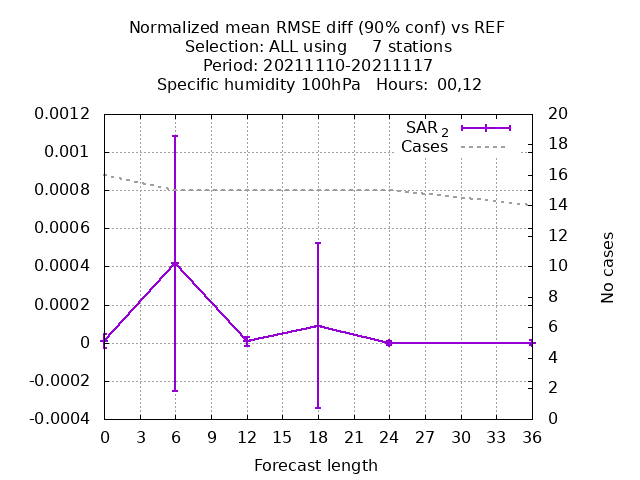 Normalized mean RMSE diff (90% conf) vs REF
Selection: ALL using     7 stations
Period: 20211110-20211117
Specific humidity 100hPa   Hours: 00,12
0.0012
0.001
0.0008
0.0006
0.0004
0.0002
0
-0.0002
-0.0004
SAR 2
Cases
20
18
16
14
12
10
8
6
4
2
0
No cases
0 3 6 9 12 15 18 21 24 27 30 33 36
Forecast length